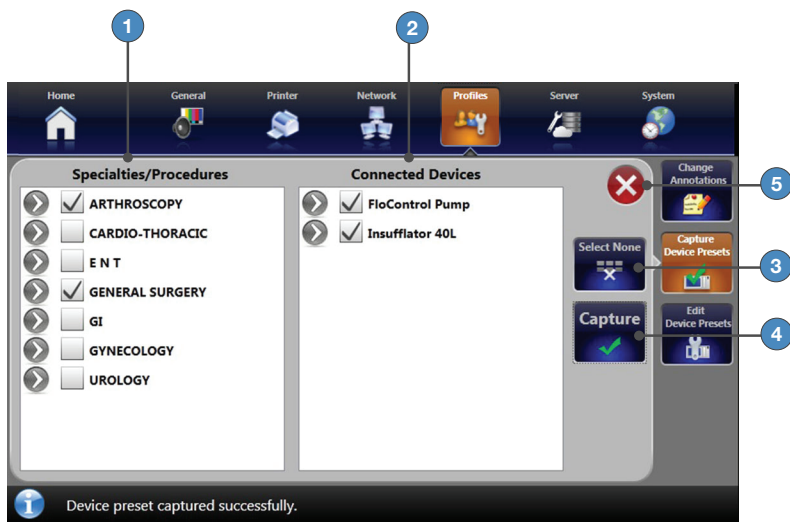 1
2
Home
General
Printer
Network
Profiles
Server
System
Specialties/Procedures
ARTHROSCOPY
CARDIO-THORACIC
E N T
GENERAL SURGERY
GI
GYNECOLOGY
UROLOGY
Connected Devices
FloControl Pump
Insufflator 40L
Select None
Capture
Change
Annotations
Capture
Device Presets
Edit
Device Presets
5
3
4
Device preset captured successfully.